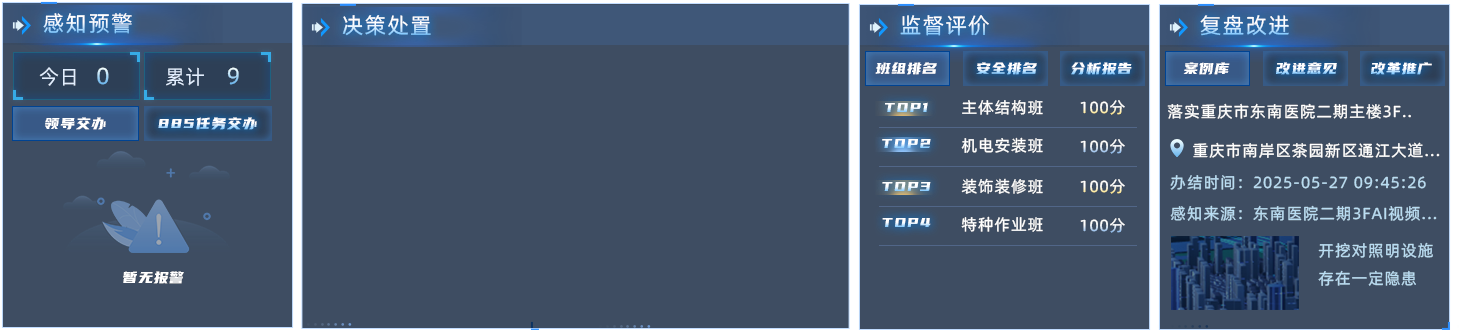 感知预警
今日 0 累计 9
领导交办 885任务交办
暂无报警
决策处置
监督评价
班组排名 安全排名 分析报告
TOP1 主体结构班 100分
TOP2 机电安装班 100分
TOP3 装饰装修班 100分
TOP4 特种作业班 100分
复盘改进
案例库 改进意见 改革推广
落实重庆市东南医院二期主楼3F..
重庆市南岸区茶园新区通江大道...
办结时间：2025-05-27 09:45:26
感知来源：东南医院二期3FAI视频...
开挖对照明设施
存在一定隐患